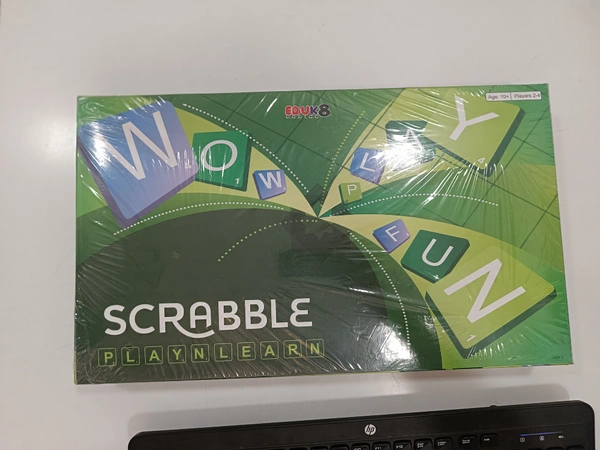 EDUK8
Age: 10+ | Players 2-4
WOW
PLAY
FUN
SCRABBLE
PLAYNLEARN
hp